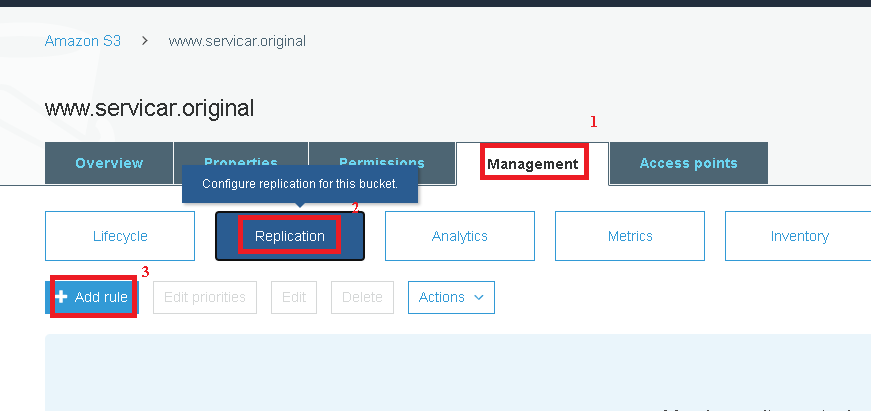 Amazon S3 > www.servicar.original
www.servicar.original
1
Overview Properties Permissions Management Access points
Configure replication for this bucket.
2
Lifecycle Replication Analytics Metrics Inventory
3
+ Add rule Edit priorities Edit Delete Actions